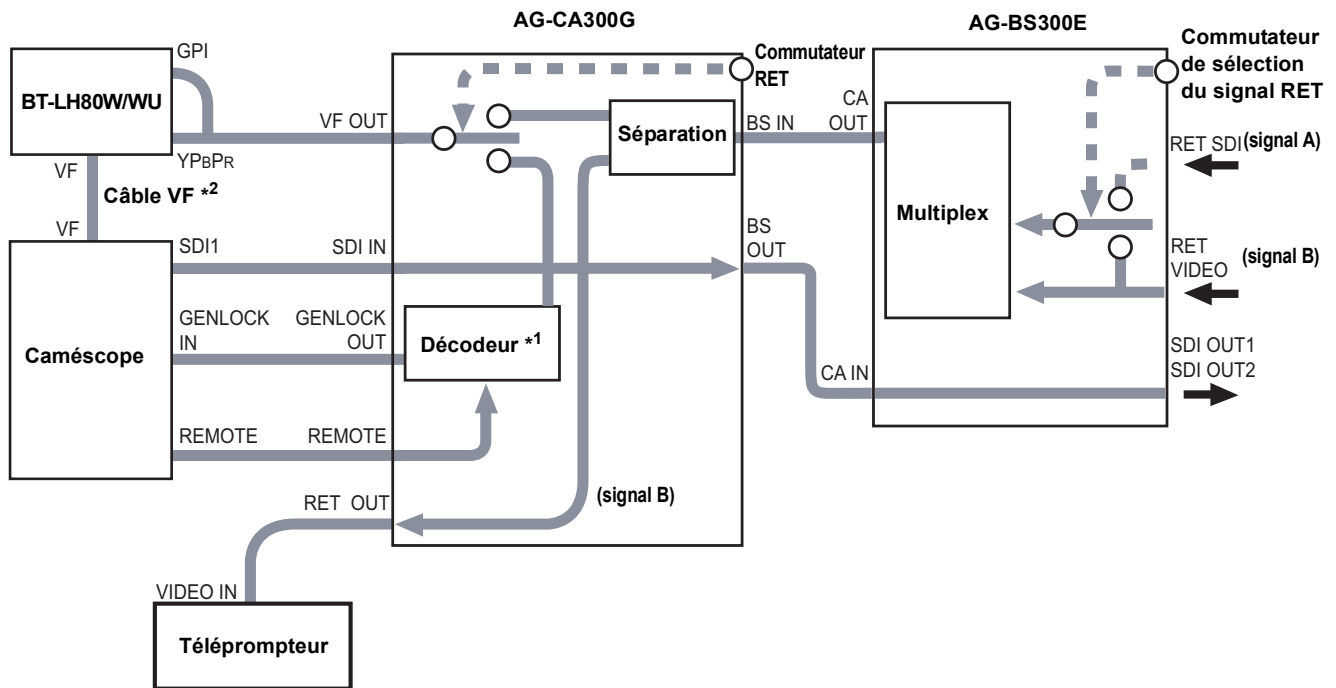 AG-CA300G
AG-BS300E
GPI
BT-LH80W/WU
VF OUT
YPBPR
VF
Câble VF *2
VF
Commutateur
RET
Séparation
BS IN
CA
OUT
Commutateur
de sélection
du signal RET
RET SDI
(signal A)
Multiplex
RET
VIDEO
(signal B)
SDI1
SDI IN
BS
OUT
Caméscope
GENLOCK
IN
GENLOCK
OUT
Décodeur *1
CA IN
SDI OUT1
SDI OUT2
REMOTE
REMOTE
RET OUT
(signal B)
VIDEO IN
Téléprompteur